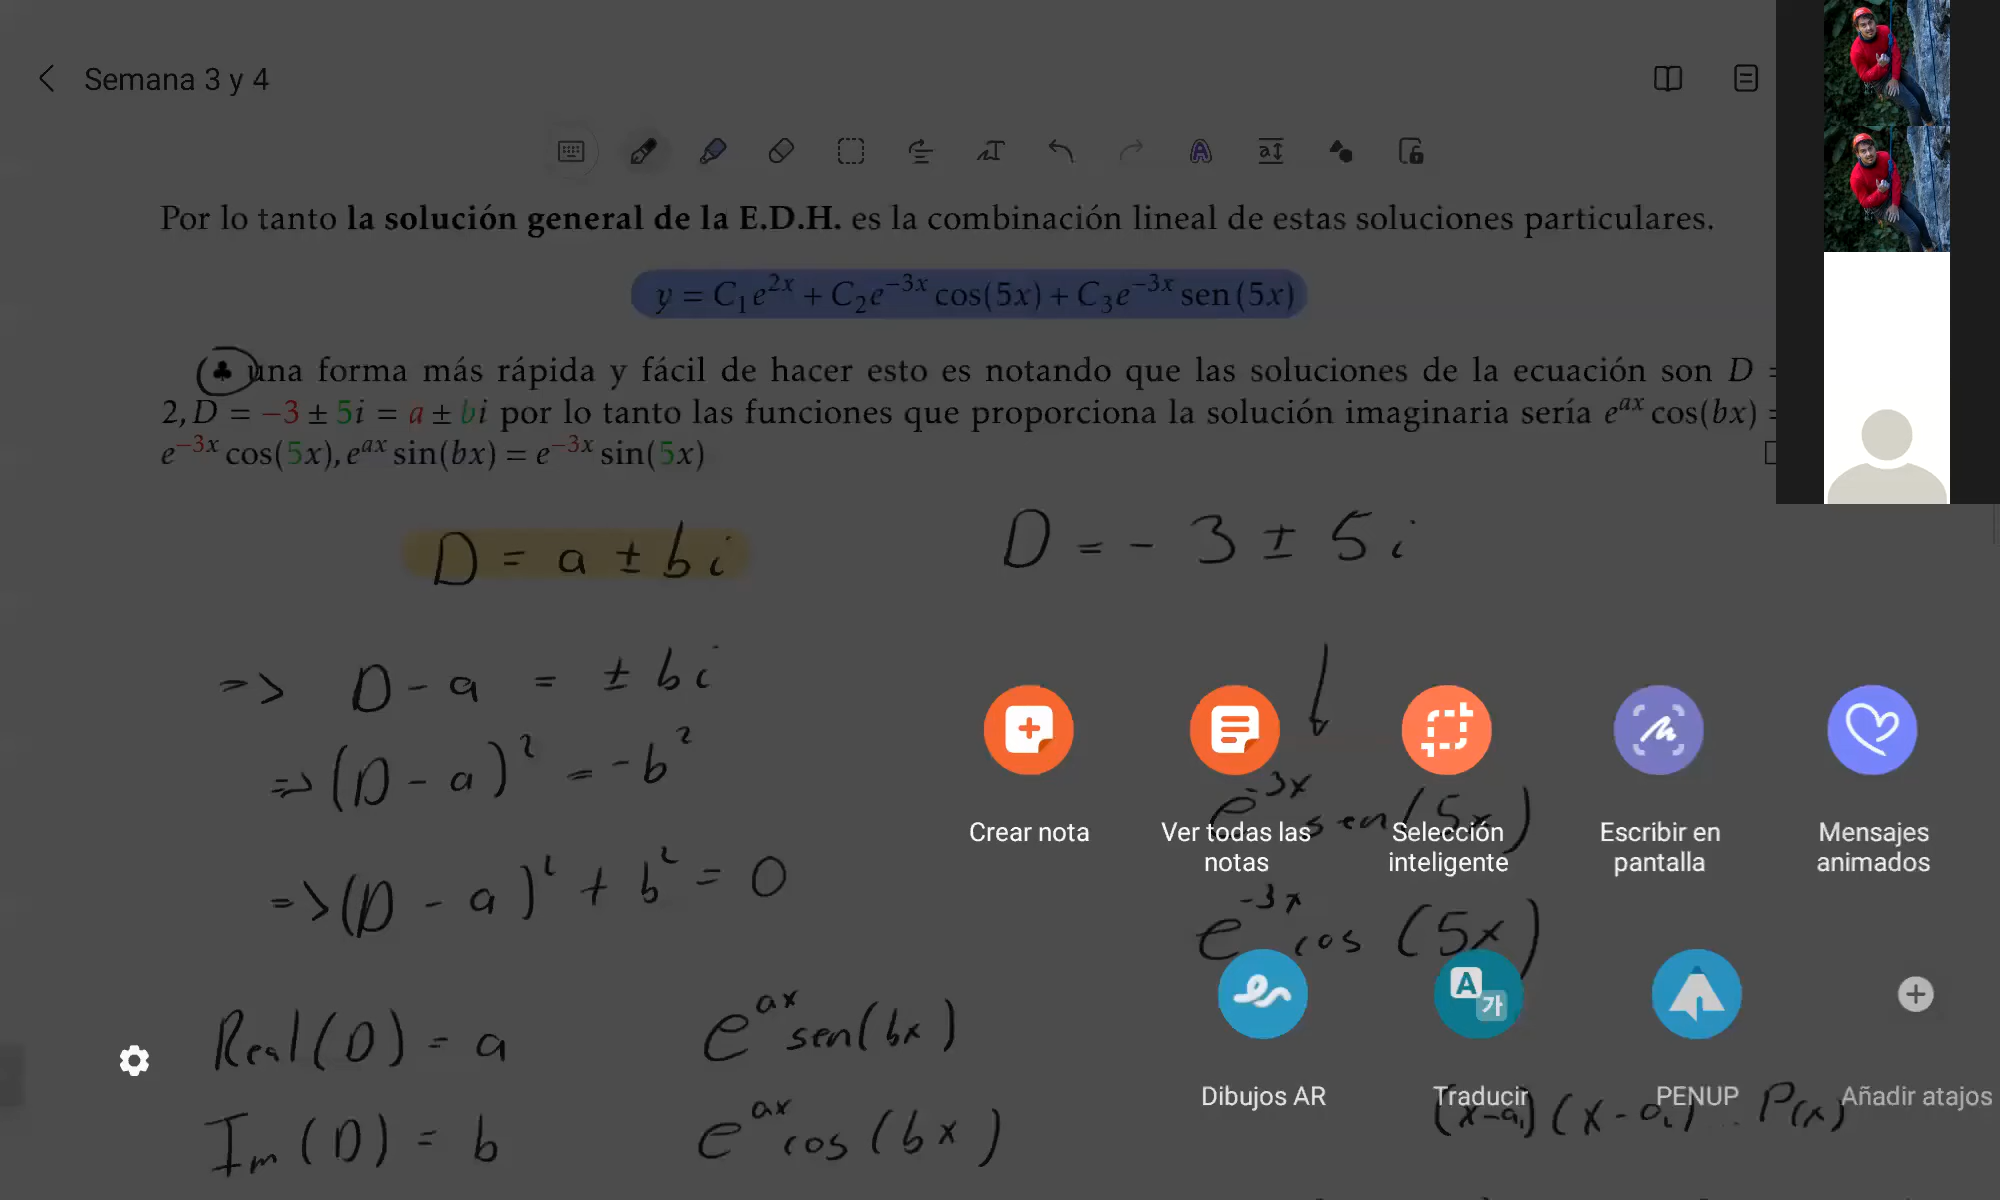 Semana 3 y 4
Por lo tanto la solución general de la E.D.H. es la combinación lineal de estas soluciones particulares.
y = C₁e^{2x} + C₂e^{−3x} cos(5x) + C₃e^{−3x} sen(5x)
♣ una forma más rápida y fácil de hacer esto es notando que las soluciones de la ecuación son D =
2, D = −3 ± 5i = a ± bi por lo tanto las funciones que proporciona la solución imaginaria sería e^{ax} cos(bx) =
e^{−3x} cos(5x), e^{ax} sin(bx) = e^{−3x} sin(5x)
D = a ± bi
D = - 3 ± 5i
=> D - a = ± bi
=> (D - a)² = -b²
=> (D - a)² + b² = 0
e^{-3x} sen(5x)
e^{-3x} cos(5x)
Real(D) = a
e^{ax} sen(bx)
Im(D) = b
e^{ax} cos(bx)
(x-a₁)(x-a₂)... P(x)
Crear nota
Ver todas las
notas
Selección
inteligente
Escribir en
pantalla
Mensajes
animados
Dibujos AR
Traducir
PENUP
Añadir atajos